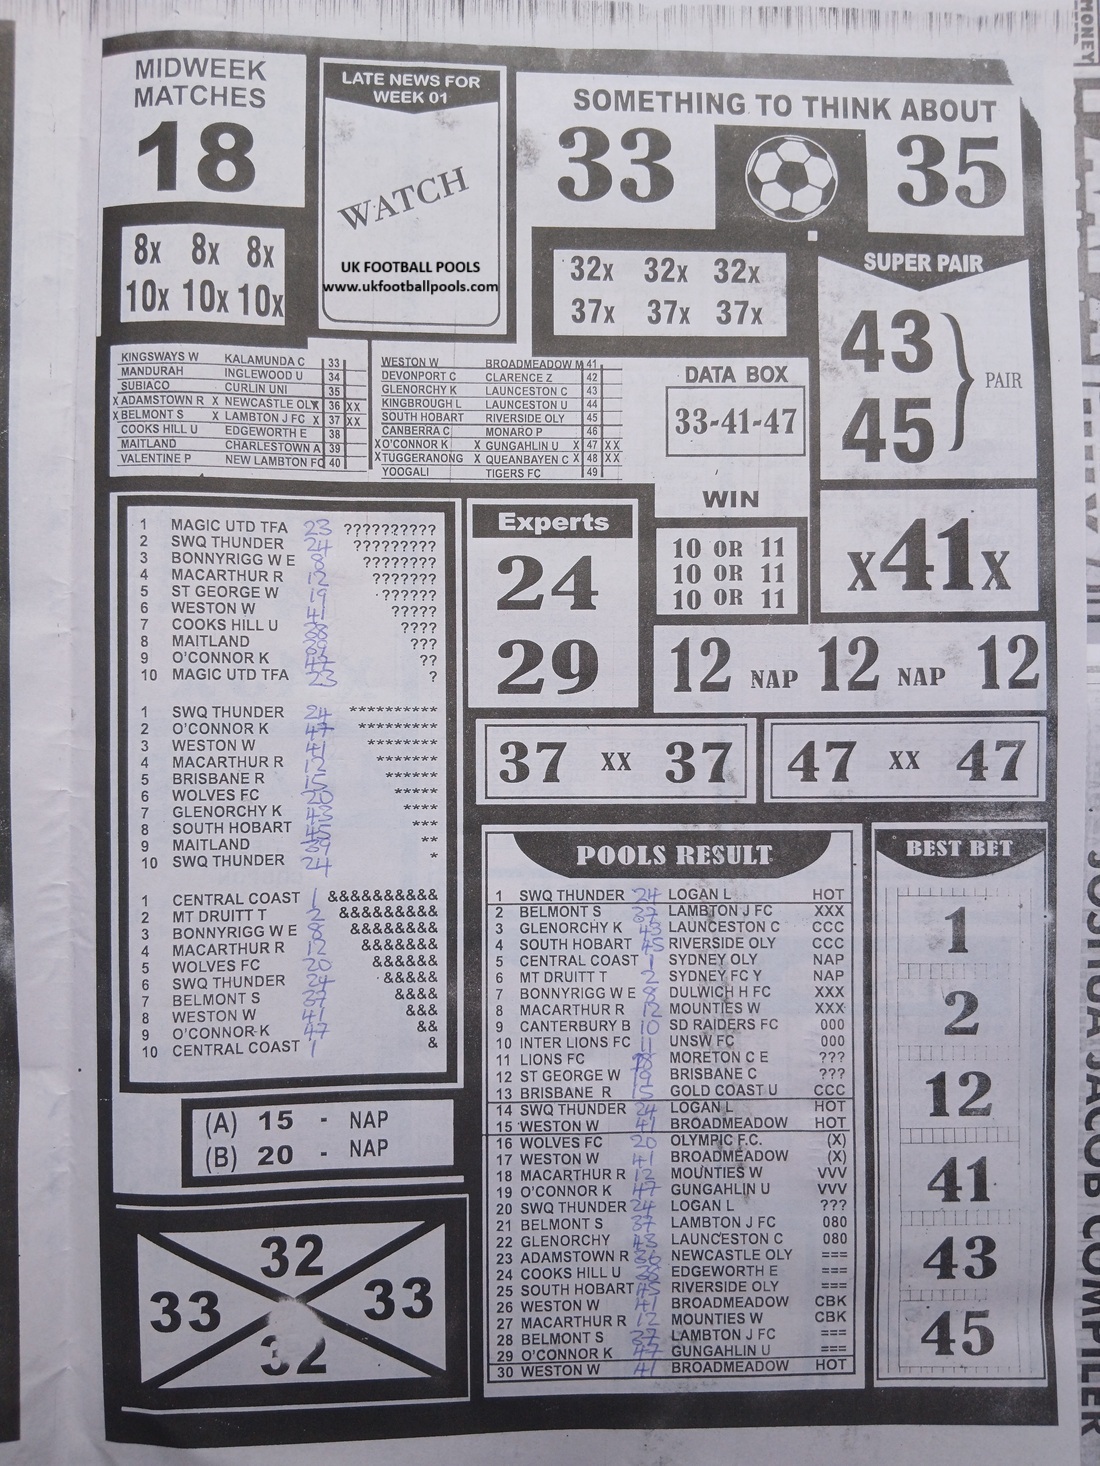 MIDWEEK
MATCHES
18
LATE NEWS FOR
WEEK 01
WATCH
UK FOOTBALL POOLS
www.ukfootballpools.com
SOMETHING TO THINK ABOUT
33 35
8x 8x 8x
10x 10x 10x
32x 32x 32x
37x 37x 37x
SUPER PAIR
43
45
PAIR
KINGSWAYS W KALAMUNDA C 33
MANDURAH INGLEWOOD U 34
SUBIACO CURLIN UNI 35
X ADAMSTOWN R X NEWCASTLE OLY X 36 XX
X BELMONT S X LAMBTON J FC X 37 XX
COOKS HILL U EDGEWORTH E 38
MAITLAND CHARLESTOWN A 39
VALENTINE P NEW LAMBTON FC 40
WESTON W BROADMEADOW M 41
DEVONPORT C CLARENCE Z 42
GLENORCHY K LAUNCESTON C 43
KINGBROUGH L LAUNCESTON U 44
SOUTH HOBART RIVERSIDE OLY 45
CANBERRA C MONARO P 46
X O'CONNOR K X GUNGAHLIN U X 47 XX
X TUGGERANONG X QUEANBAYEN C X 48 XX
YOOGALI TIGERS FC 49
DATA BOX
33-41-47
WIN
10 OR 11
10 OR 11
10 OR 11
x41x
1 MAGIC UTD TFA 23 ??????????
2 SWQ THUNDER 24 ?????????
3 BONNYRIGG W E 8 ????????
4 MACARTHUR R 12 ???????
5 ST GEORGE W 19 ??????
6 WESTON W 41 ?????
7 COOKS HILL U 38 ????
8 MAITLAND 39 ???
9 O'CONNOR K 47 ??
10 MAGIC UTD TFA 23 ?
1 SWQ THUNDER 24 **********
2 O'CONNOR K 47 *********
3 WESTON W 41 ********
4 MACARTHUR R 12 *******
5 BRISBANE R 15 ******
6 WOLVES FC 20 *****
7 GLENORCHY K 43 ****
8 SOUTH HOBART 45 ***
9 MAITLAND 39 **
10 SWQ THUNDER 24 *
1 CENTRAL COAST 1 &&&&&&&&&&
2 MT DRUITT T 2 &&&&&&&&&
3 BONNYRIGG W E 8 &&&&&&&&
4 MACARTHUR R 12 &&&&&&&
5 WOLVES FC 20 &&&&&&
6 SWQ THUNDER 24 &&&&&
7 BELMONT S 37 &&&&
8 WESTON W 41 &&&
9 O'CONNOR K 47 &&
10 CENTRAL COAST 1 &
Experts
24
29
12 NAP 12 NAP 12
37 XX 37
47 XX 47
(A) 15 - NAP
(B) 20 - NAP
32
33 33
32
POOLS RESULT
1 SWQ THUNDER 24 LOGAN L HOT
2 BELMONT S 37 LAMBTON J FC XXX
3 GLENORCHY K 43 LAUNCESTON C CCC
4 SOUTH HOBART 45 RIVERSIDE OLY CCC
5 CENTRAL COAST 1 SYDNEY OLY NAP
6 MT DRUITT T 2 SYDNEY FC Y NAP
7 BONNYRIGG W E 8 DULWICH H FC XXX
8 MACARTHUR R 12 MOUNTIES W XXX
9 CANTERBURY B 10 SD RAIDERS FC 000
10 INTER LIONS FC 11 UNSW FC 000
11 LIONS FC MORETON C E ???
12 ST GEORGE W 19 BRISBANE C ???
13 BRISBANE R 15 GOLD COAST U CCC
14 SWQ THUNDER 24 LOGAN L HOT
15 WESTON W 41 BROADMEADOW HOT
16 WOLVES FC 20 OLYMPIC F.C. (X)
17 WESTON W 41 BROADMEADOW (X)
18 MACARTHUR R 12 MOUNTIES W VVV
19 O'CONNOR K 47 GUNGAHLIN U VVV
20 SWQ THUNDER 24 LOGAN L ???
21 BELMONT S 37 LAMBTON J FC 080
22 GLENORCHY 43 LAUNCESTON C 080
23 ADAMSTOWN R 36 NEWCASTLE OLY ===
24 COOKS HILL U 38 EDGEWORTH E ===
25 SOUTH HOBART 45 RIVERSIDE OLY ===
26 WESTON W 41 BROADMEADOW CBK
27 MACARTHUR R 12 MOUNTIES W CBK
28 BELMONT S 37 LAMBTON J FC ===
29 O'CONNOR K 47 GUNGAHLIN U ===
30 WESTON W 41 BROADMEADOW HOT
BEST BET
1
2
12
41
43
45
MONEY
JOSHUA JACOB COMPILER